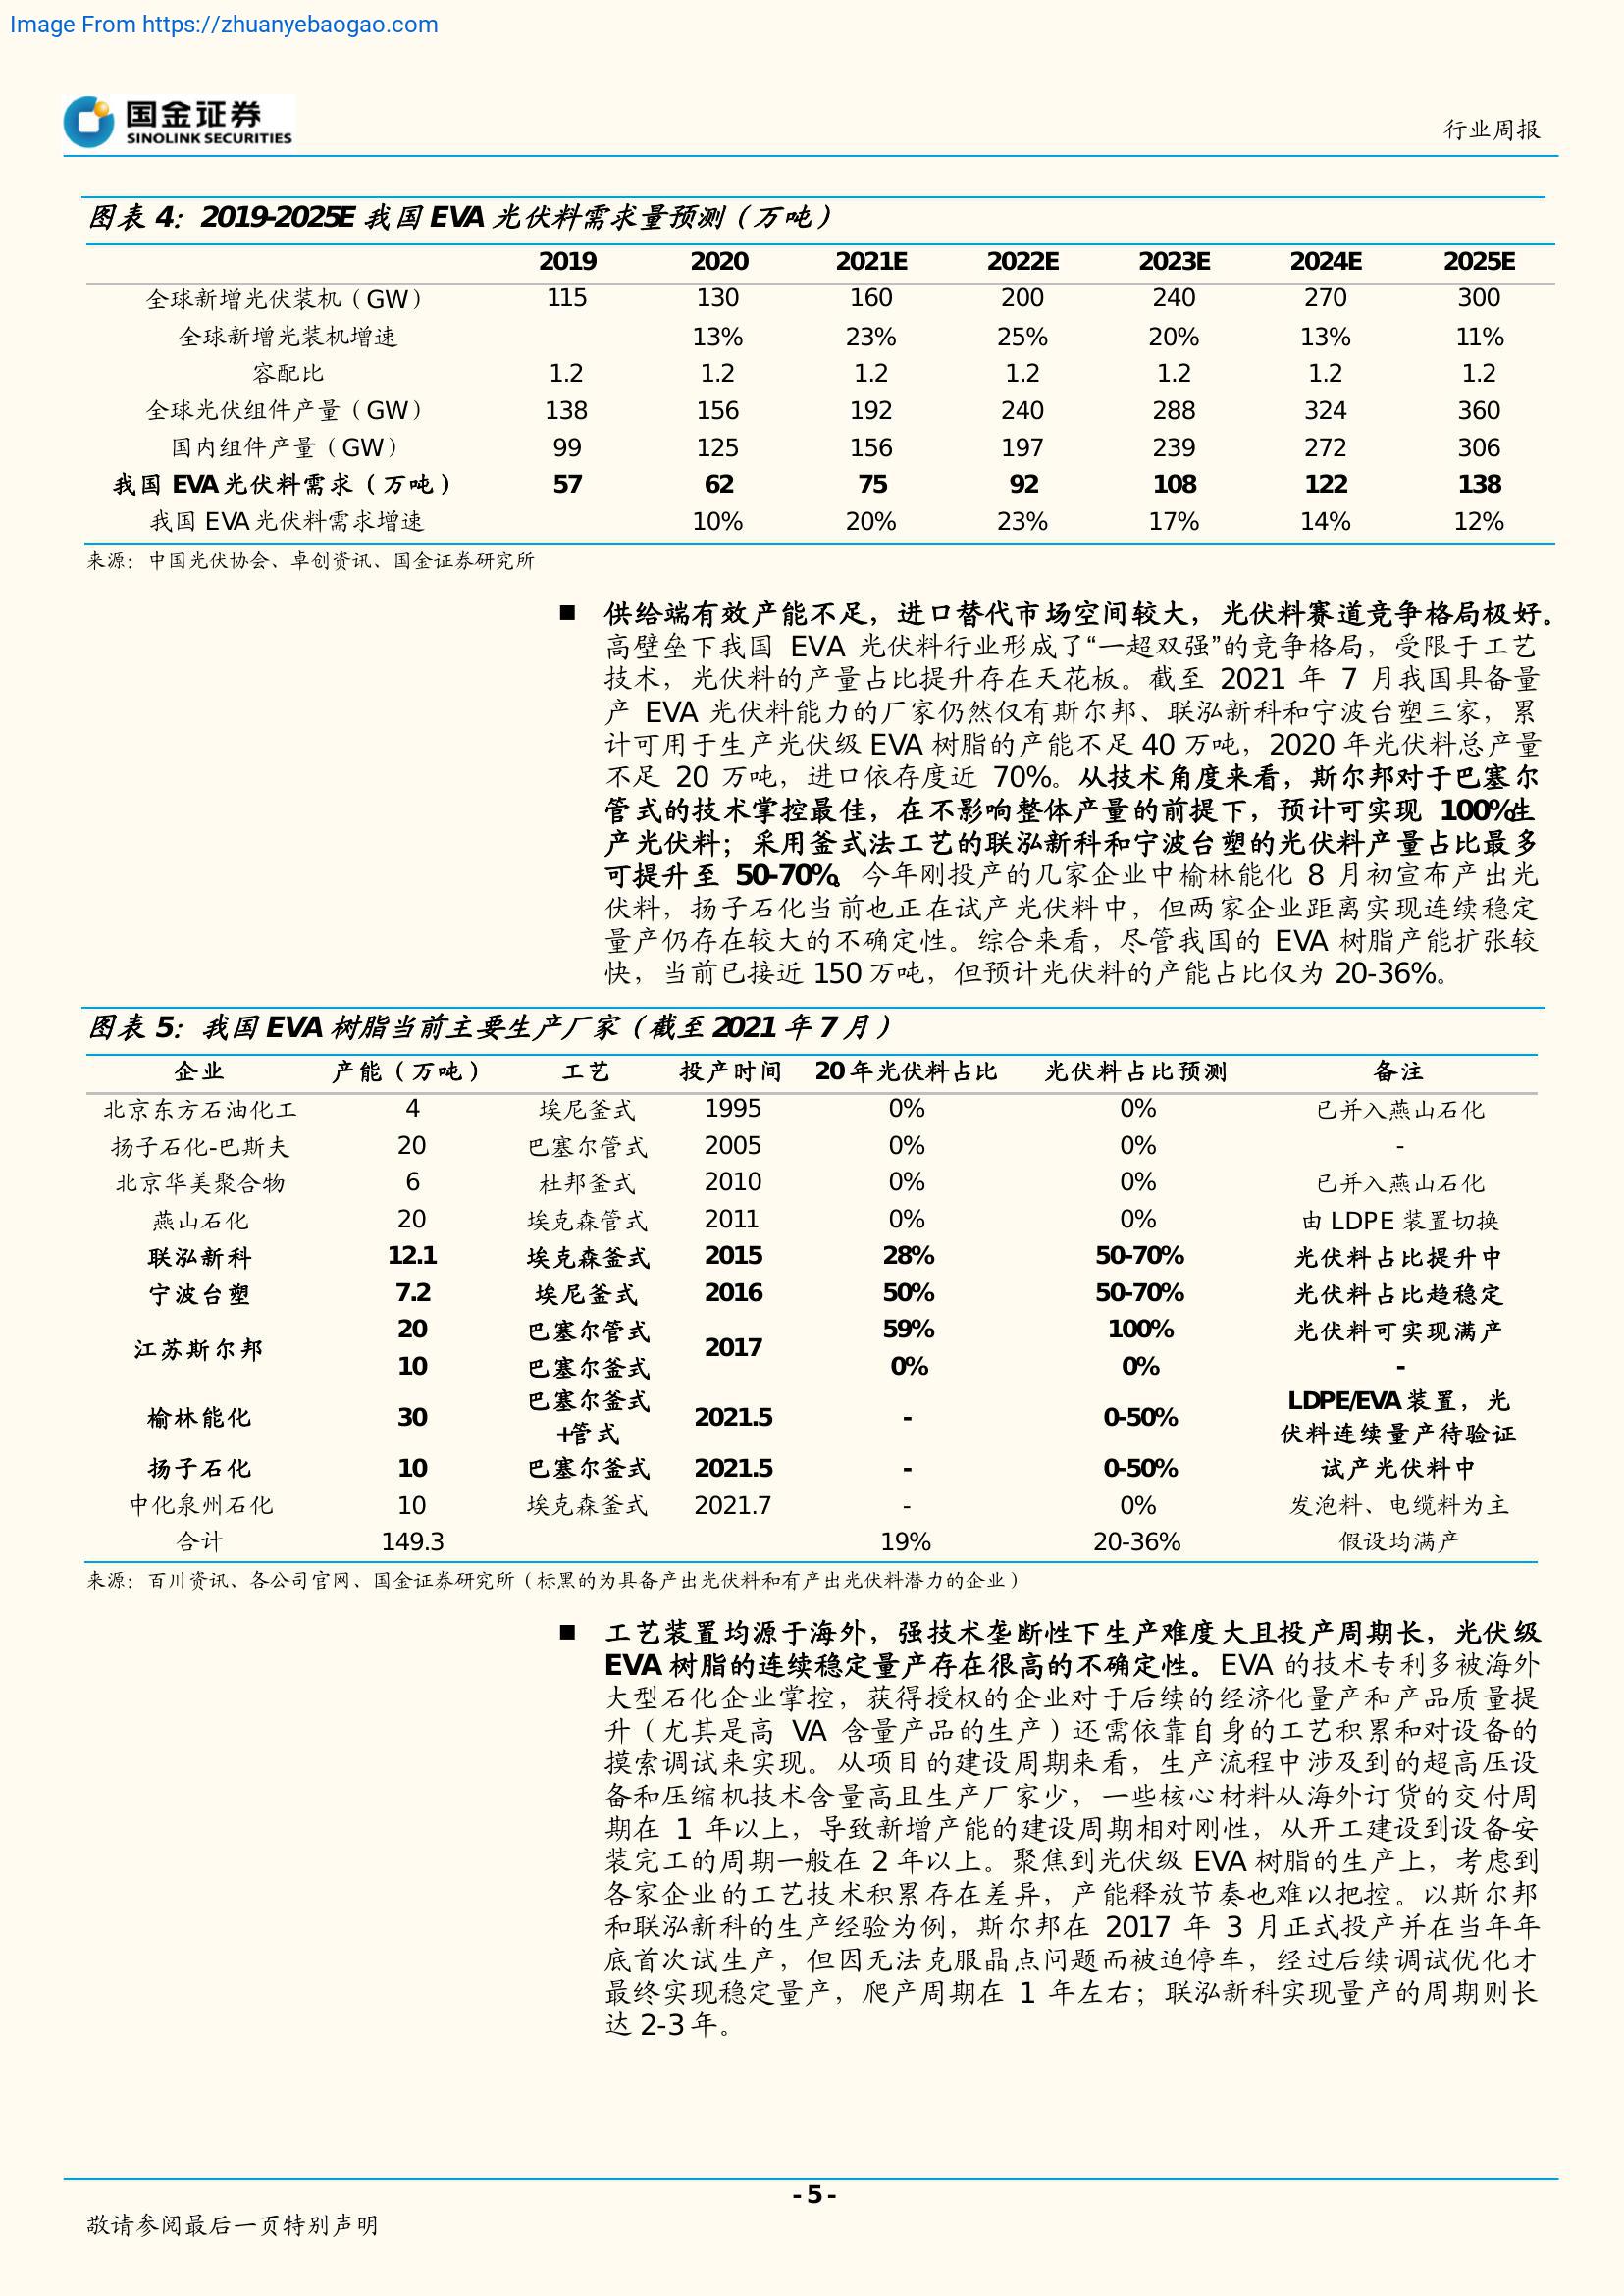 Image From https://zhuanyebaogao.com
国金证券
SINOLINK SECURITIES
行业周报
图表 4：2019-2025E 我国 EVA 光伏料需求量预测（万吨）
2019 2020 2021E 2022E 2023E 2024E 2025E
全球新增光伏装机（GW） 115 130 160 200 240 270 300
全球新增光装机增速 13% 23% 25% 20% 13% 11%
容配比 1.2 1.2 1.2 1.2 1.2 1.2 1.2
全球光伏组件产量（GW） 138 156 192 240 288 324 360
国内组件产量（GW） 99 125 156 197 239 272 306
我国 EVA 光伏料需求（万吨） 57 62 75 92 108 122 138
我国 EVA 光伏料需求增速 10% 20% 23% 17% 14% 12%
来源：中国光伏协会、卓创资讯、国金证券研究所
■ 供给端有效产能不足，进口替代市场空间较大，光伏料赛道竞争格局极好。
高壁垒下我国 EVA 光伏料行业形成了“一超双强”的竞争格局，受限于工艺
技术，光伏料的产量占比提升存在天花板。截至 2021 年 7 月我国具备量
产 EVA 光伏料能力的厂家仍然仅有斯尔邦、联泓新科和宁波台塑三家，累
计可用于生产光伏级 EVA 树脂的产能不足 40 万吨，2020 年光伏料总产量
不足 20 万吨，进口依存度近 70%。从技术角度来看，斯尔邦对于巴塞尔
管式的技术掌控最佳，在不影响整体产量的前提下，预计可实现 100%生
产光伏料；采用釜式法工艺的联泓新科和宁波台塑的光伏料产量占比最多
可提升至 50-70%。今年刚投产的几家企业中榆林能化 8 月初宣布产出光
伏料，扬子石化当前也正在试产光伏料中，但两家企业距离实现连续稳定
量产仍存在较大的不确定性。综合来看，尽管我国的 EVA 树脂产能扩张较
快，当前已接近 150 万吨，但预计光伏料的产能占比仅为 20-36%。
图表 5：我国 EVA 树脂当前主要生产厂家（截至 2021 年 7 月）
企业 产能（万吨） 工艺 投产时间 20 年光伏料占比 光伏料占比预测 备注
北京东方石油化工 4 埃尼釜式 1995 0% 0% 已并入燕山石化
扬子石化-巴斯夫 20 巴塞尔管式 2005 0% 0% -
北京华美聚合物 6 杜邦釜式 2010 0% 0% 已并入燕山石化
燕山石化 20 埃克森管式 2011 0% 0% 由 LDPE 装置切换
联泓新科 12.1 埃克森釜式 2015 28% 50-70% 光伏料占比提升中
宁波台塑 7.2 埃尼釜式 2016 50% 50-70% 光伏料占比趋稳定
江苏斯尔邦 20 巴塞尔管式 2017 59% 100% 光伏料可实现满产
10 巴塞尔釜式 0% 0% -
榆林能化 30 巴塞尔釜式 2021.5 - 0-50% LDPE/EVA 装置，光
+管式 伏料连续量产待验证
扬子石化 10 巴塞尔釜式 2021.5 - 0-50% 试产光伏料中
中化泉州石化 10 埃克森釜式 2021.7 - 0% 发泡料、电缆料为主
合计 149.3 19% 20-36% 假设均满产
来源：百川资讯、各公司官网、国金证券研究所（标黑的为具备产出光伏料和有产出光伏料潜力的企业）
■ 工艺装置均源于海外，强技术垄断性下生产难度大且投产周期长，光伏级
EVA 树脂的连续稳定量产存在很高的不确定性。EVA 的技术专利多被海外
大型石化企业掌控，获得授权的企业对于后续的经济化量产和产品质量提
升（尤其是高 VA 含量产品的生产）还需依靠自身的工艺积累和对设备的
摸索调试来实现。从项目的建设周期来看，生产流程中涉及到的超高压设
备和压缩机技术含量高且生产厂家少，一些核心材料从海外订货的交付周
期在 1 年以上，导致新增产能的建设周期相对刚性，从开工建设到设备安
装完工的周期一般在 2 年以上。聚焦到光伏级 EVA 树脂的生产上，考虑到
各家企业的工艺技术积累存在差异，产能释放节奏也难以把控。以斯尔邦
和联泓新科的生产经验为例，斯尔邦在 2017 年 3 月正式投产并在当年年
底首次试生产，但因无法克服晶点问题而被迫停车，经过后续调试优化才
最终实现稳定量产，爬产周期在 1 年左右；联泓新科实现量产的周期则长
达 2-3 年。
- 5 -
敬请参阅最后一页特别声明